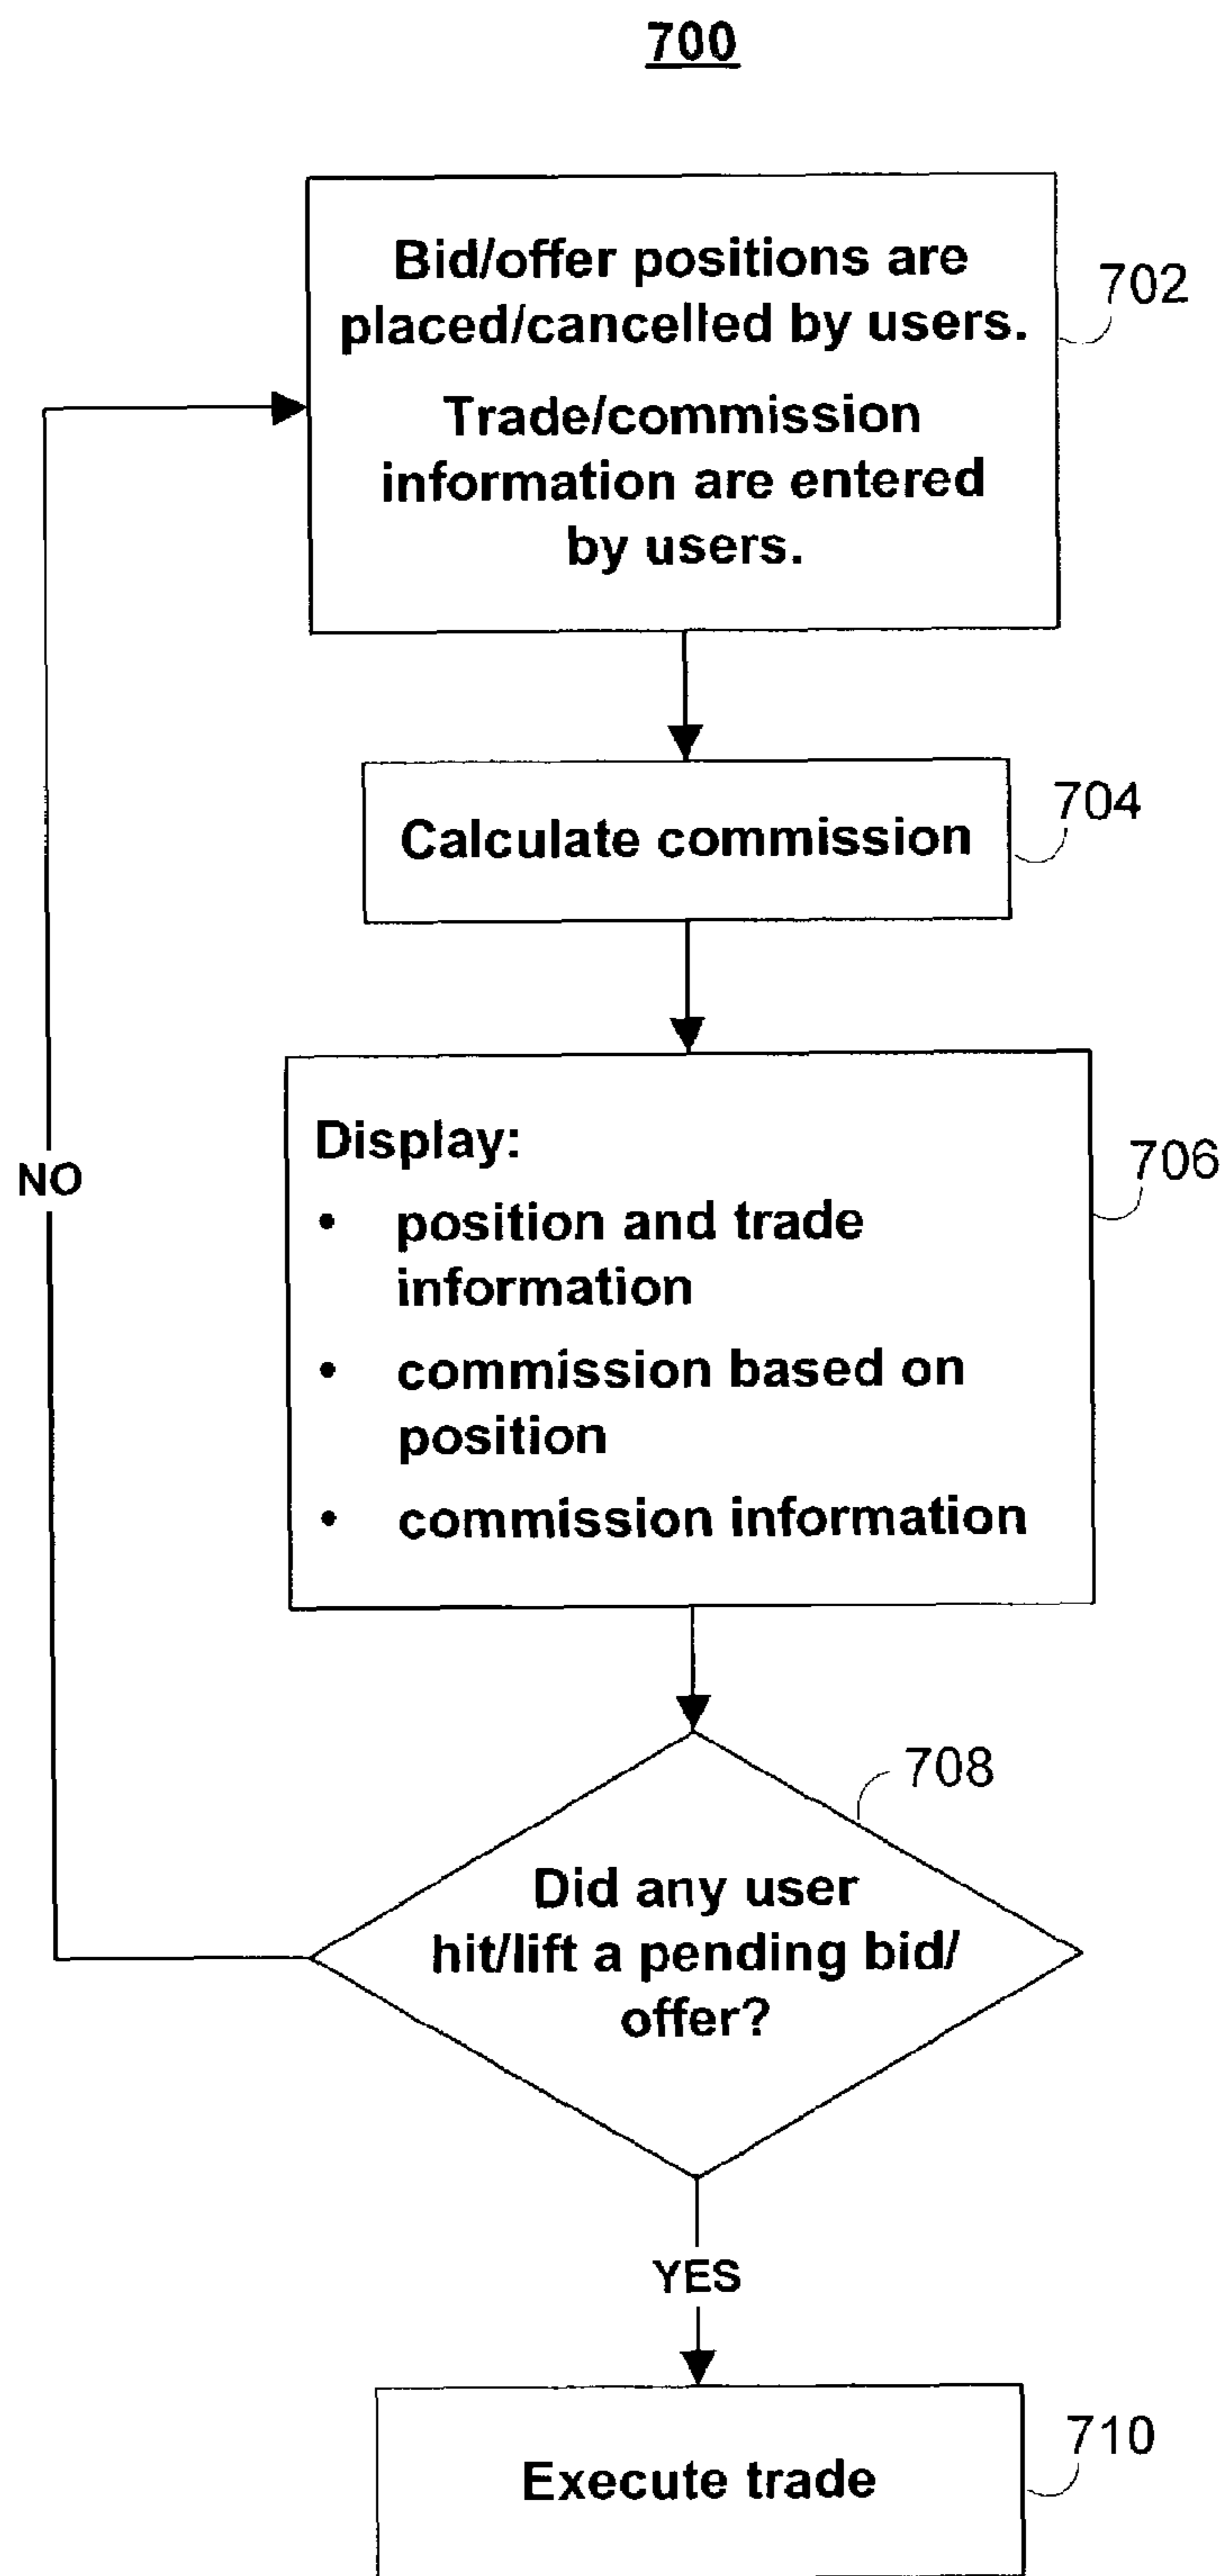 700
Bid/offer positions are
placed/cancelled by users.
Trade/commission
information are entered
by users.
702
Calculate commission
704
Display:
• position and trade
information
• commission based on
position
• commission information
706
NO
Did any user
hit/lift a pending bid/
offer?
708
YES
Execute trade
710